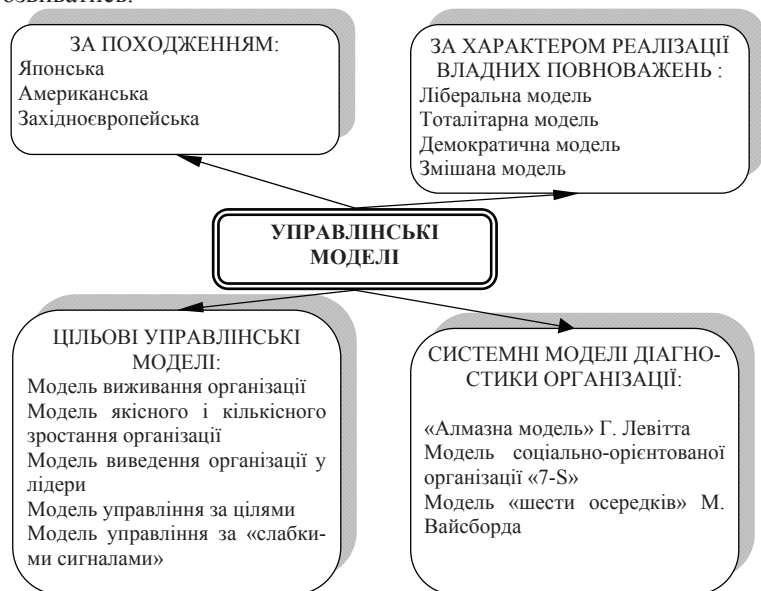 ЗА ПОХОДЖЕННЯМ:
Японська
Американська
Західноєвропейська
ЗА ХАРАКТЕРОМ РЕАЛІЗАЦІЇ
ВЛАДНИХ ПОВНОВАЖЕНЬ :
Ліберальна модель
Тоталітарна модель
Демократична модель
Змішана модель
УПРАВЛІНСЬКІ
МОДЕЛІ
ЦІЛЬОВІ УПРАВЛІНСЬКІ
МОДЕЛІ:
Модель виживання організації
Модель якісного і кількісного
зростання організації
Модель виведення організації у
лідери
Модель управління за цілями
Модель управління за «слабки-
ми сигналами»
СИСТЕМНІ МОДЕЛІ ДІАГНО-
СТИКИ ОРГАНІЗАЦІЇ:
«Алмазна модель» Г. Левітта
Модель соціально-орієнтованої
організації «7-S»
Модель «шести осередків» М.
Вайсборда